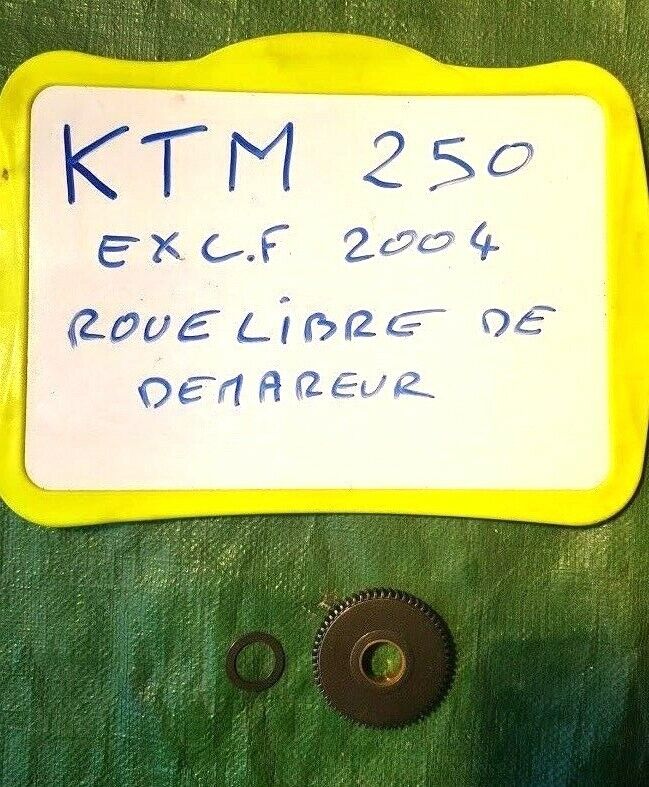 KTM 250
EXC.F 2004
ROUE LIBRE DE
DEMAREUR